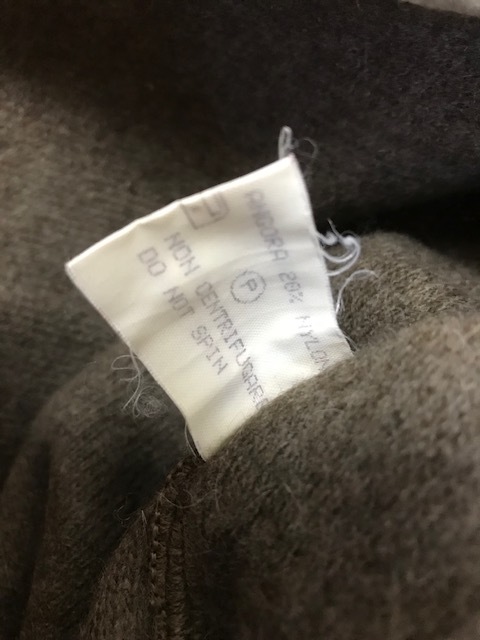 ANGORA 20% NYLON
P
NON CENTRIFUGARE
DO NOT SPIN